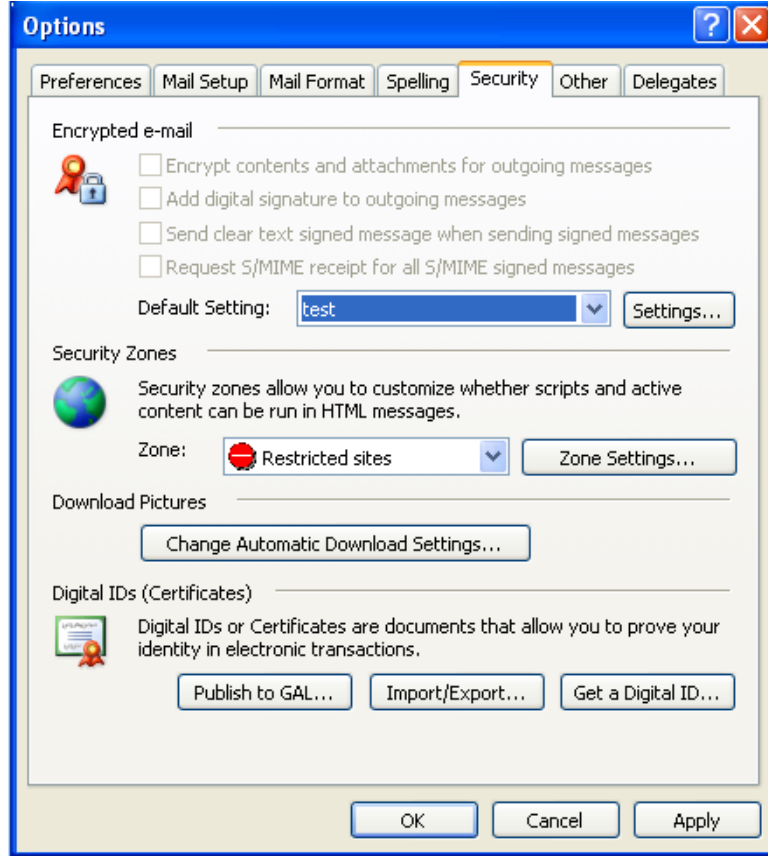 Options
Preferences Mail Setup Mail Format Spelling Security Other Delegates
Encrypted e-mail
Encrypt contents and attachments for outgoing messages
Add digital signature to outgoing messages
Send clear text signed message when sending signed messages
Request S/MIME receipt for all S/MIME signed messages
Default Setting: test Settings...
Security Zones
Security zones allow you to customize whether scripts and active
content can be run in HTML messages.
Zone: Restricted sites Zone Settings...
Download Pictures
Change Automatic Download Settings...
Digital IDs (Certificates)
Digital IDs or Certificates are documents that allow you to prove your
identity in electronic transactions.
Publish to GAL... Import/Export... Get a Digital ID...
OK Cancel Apply